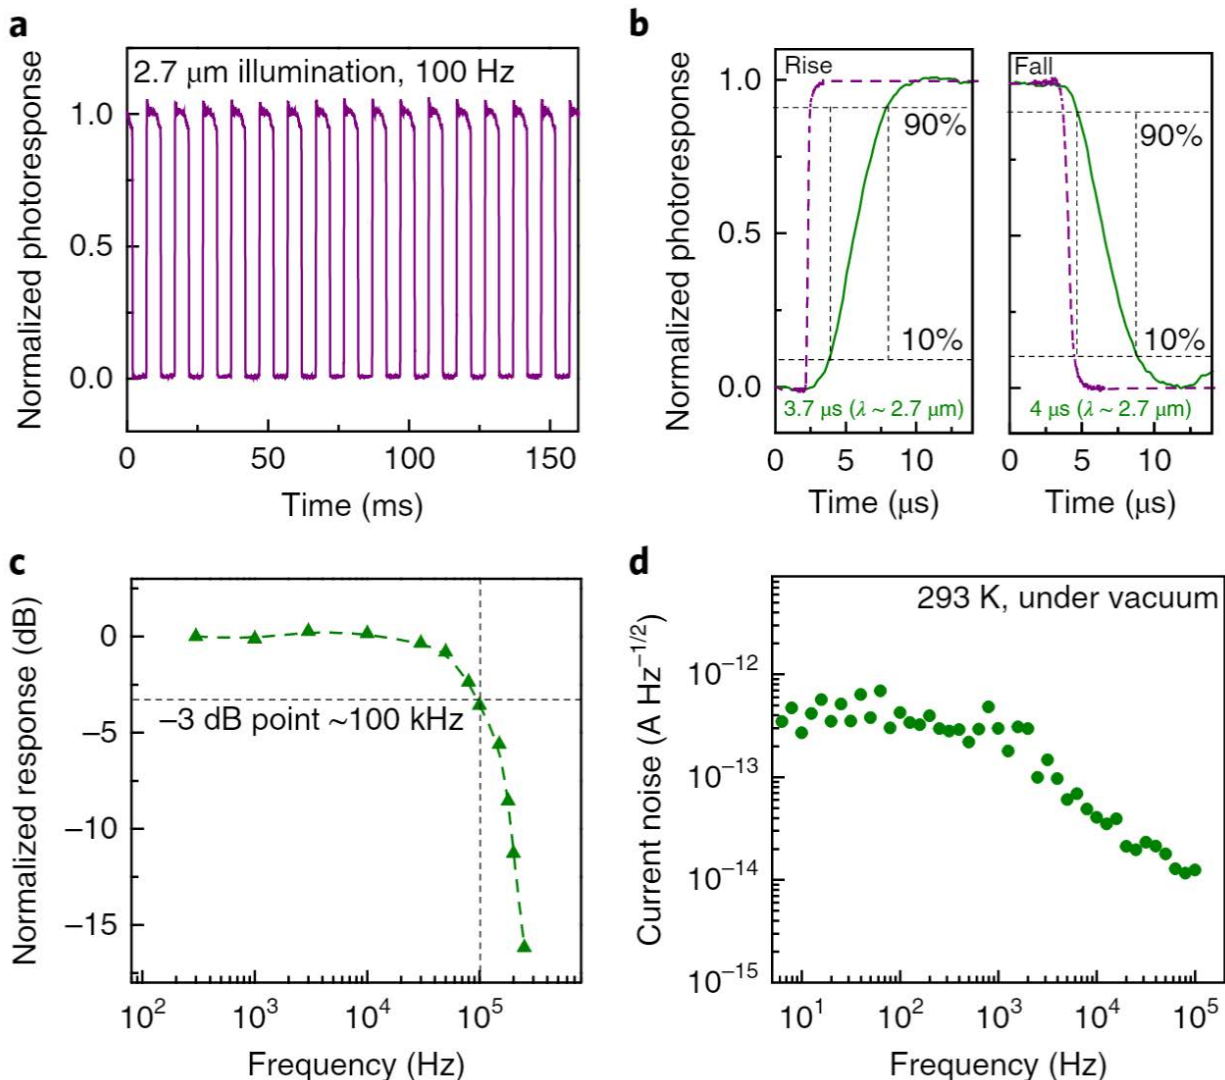 a
2.7 μm illumination, 100 Hz
Normalized photoresponse
1.0
0.5
0.0
0 50 100 150
Time (ms)
b
Rise
Fall
Normalized photoresponse
1.0
0.5
0.0
90%
90%
10%
10%
3.7 μs (λ ~ 2.7 μm)
4 μs (λ ~ 2.7 μm)
0 5 10
0 5 10
Time (μs)
Time (μs)
c
Normalized response (dB)
0
−5
−10
−15
−3 dB point ~100 kHz
10² 10³ 10⁴ 10⁵
Frequency (Hz)
d
293 K, under vacuum
Current noise (A Hz⁻¹ᐟ²)
10⁻¹²
10⁻¹³
10⁻¹⁴
10⁻¹⁵
10¹ 10² 10³ 10⁴ 10⁵
Frequency (Hz)